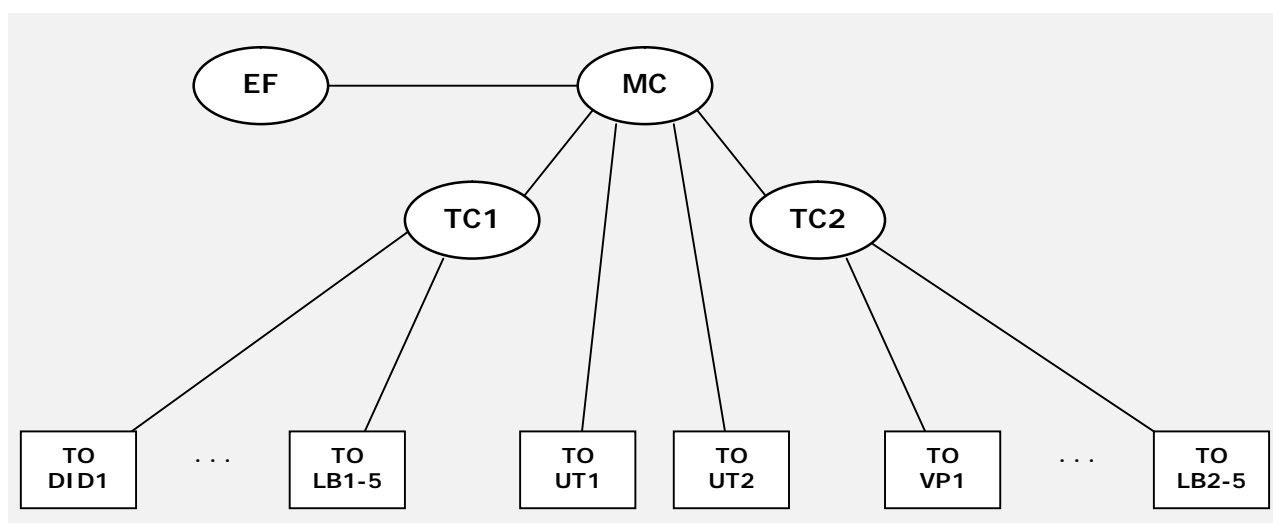 EF
MC
TC1
TC2
TO
DID1
. . .
TO
LB1-5
TO
UT1
TO
UT2
TO
VP1
. . .
TO
LB2-5